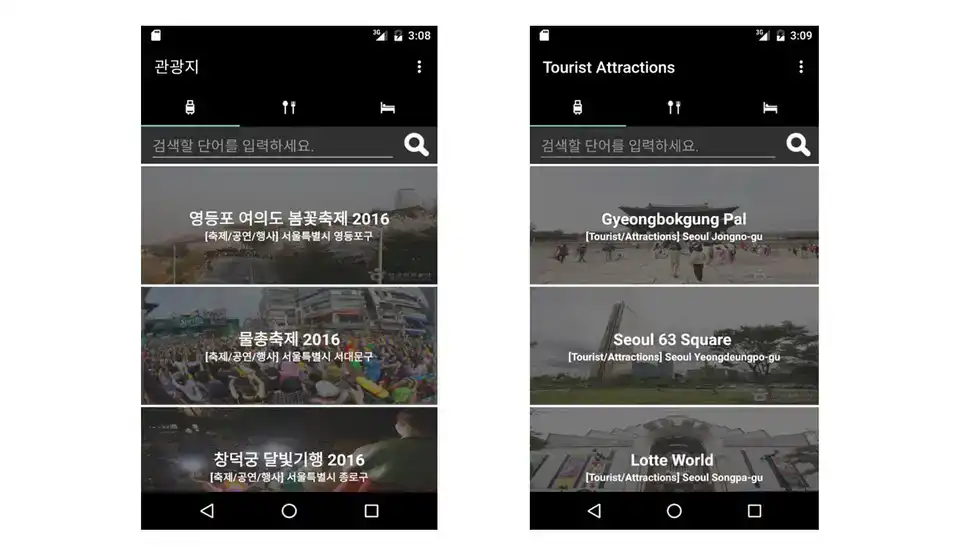 3G 3:08
관광지
검색할 단어를 입력하세요.
영등포 여의도 봄꽃축제 2016
[축제/공연/행사] 서울특별시 영등포구
물총축제 2016
[축제/공연/행사] 서울특별시 서대문구
창덕궁 달빛기행 2016
[축제/공연/행사] 서울특별시 종로구
3G 3:09
Tourist Attractions
검색할 단어를 입력하세요.
Gyeongbokgung Pal
[Tourist/Attractions] Seoul Jongno-gu
Seoul 63 Square
[Tourist/Attractions] Seoul Yeongdeungpo-gu
Lotte World
[Tourist/Attractions] Seoul Songpa-gu